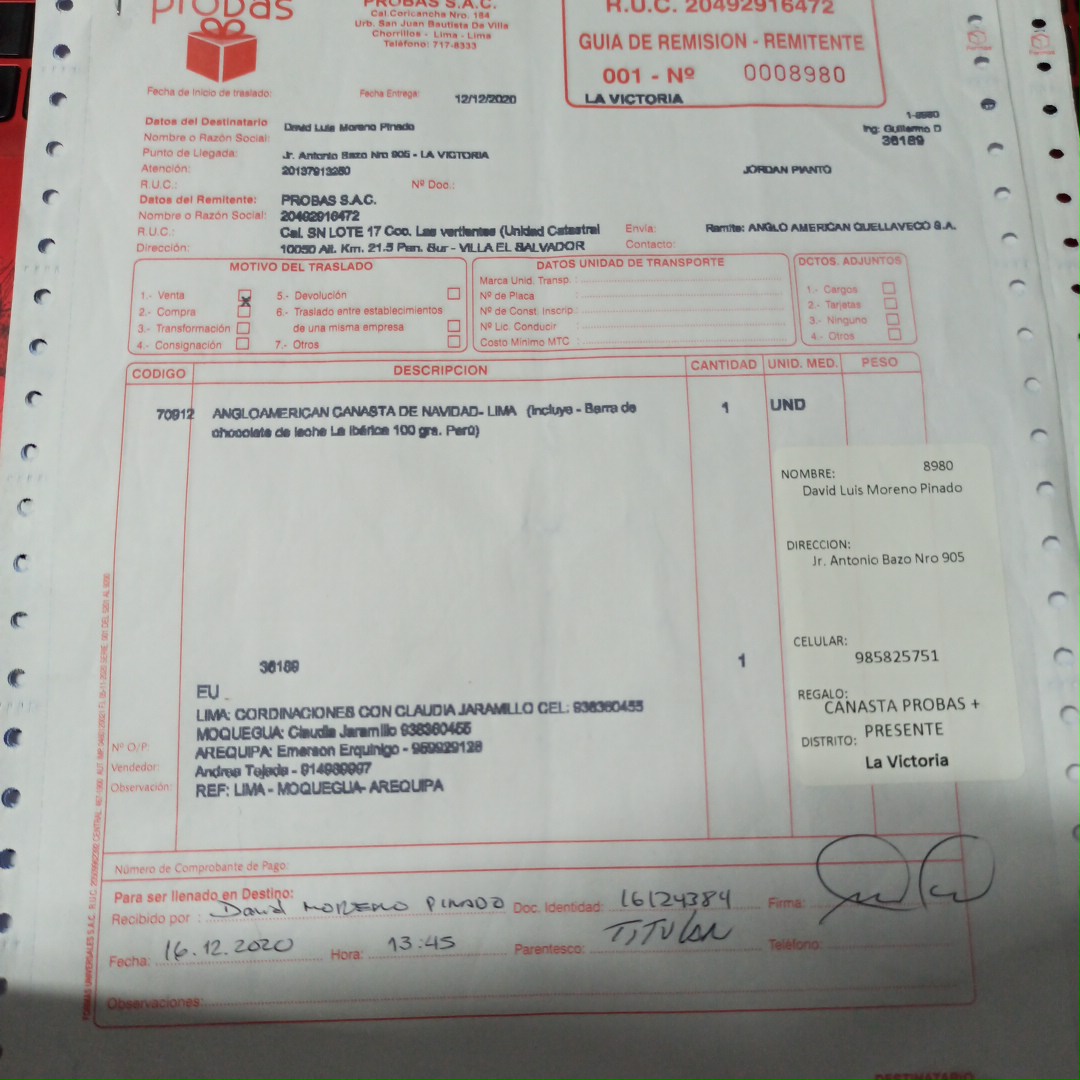 probas
PROBAS S.A.C.
Cal.Coricancha Nro. 184
Urb. San Juan Bautista De Villa
Chorrillos - Lima - Lima
Teléfono: 717-8333
R.U.C. 20492916472
GUIA DE REMISION - REMITENTE
001 - Nº 0008980
Fecha de Inicio de traslado:
Fecha Entrega: 12/12/2020
LA VICTORIA
1-8980
Datos del Destinatario
Nombre o Razón Social: David Luis Moreno Pinado
Ing: Guillermo D
36189
Punto de Llegada: Jr. Antonio Bazo Nro 905 - LA VICTORIA
Atención: 20137913250
JORDAN PIANTO
R.U.C.: Nº Doc.:
Datos del Remitente: PROBAS S.A.C.
Nombre o Razón Social: 20492916472
R.U.C.: Cal. SN LOTE 17 Coo. Las vertientes (Unidad Catastral
Envía: Remite: ANGLO AMERICAN QUELLAVECO S.A.
Dirección: 10050 Alt. Km. 21.5 Pan. Sur - VILLA EL SALVADOR
Contacto:
MOTIVO DEL TRASLADO
1.- Venta X
2.- Compra
3.- Transformación
4.- Consignación
5.- Devolución
6.- Traslado entre establecimientos
de una misma empresa
7.- Otros
DATOS UNIDAD DE TRANSPORTE
Marca Unid. Transp. :
Nº de Placa :
Nº de Const. Inscrip. :
Nº Lic. Conducir :
Costo Mínimo MTC :
DCTOS. ADJUNTOS
1.- Cargos
2.- Tarjetas
3.- Ninguno
4.- Otros
CODIGO DESCRIPCION CANTIDAD UNID. MED. PESO
70912 ANGLOAMERICAN CANASTA DE NAVIDAD- LIMA (Incluye - Barra de 1 UND
chocolate de leche La Ibérica 100 grs. Perú)
NOMBRE: 8980
David Luis Moreno Pinado
DIRECCION:
Jr. Antonio Bazo Nro 905
CELULAR:
985825751
REGALO:
CANASTA PROBAS +
PRESENTE
DISTRITO:
La Victoria
36189 1
EU
LIMA: CORDINACIONES CON CLAUDIA JARAMILLO CEL: 938360455
MOQUEGUA: Claudia Jaramillo 938360455
Nº O/P: AREQUIPA: Emerson Erquinigo - 959929128
Vendedor: Andrea Tejada - 914989997
Observación: REF: LIMA - MOQUEGUA- AREQUIPA
Número de Comprobante de Pago:
Para ser llenado en Destino:
Recibido por : David MORENO PINADO Doc. Identidad: 16124384 Firma:
Fecha: 16.12.2020 Hora: 13:45 Parentesco: TITULAR Teléfono:
Observaciones:
DESTINATARIO